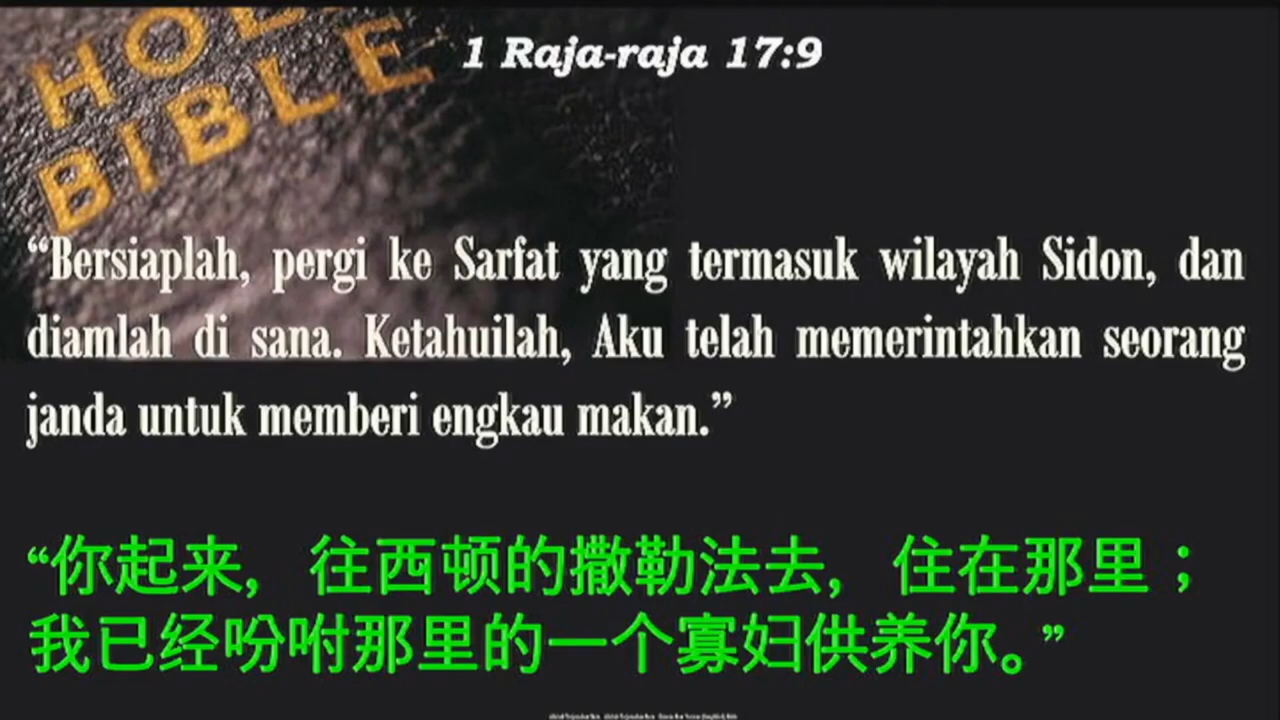 HOL
BIBLE
1 Raja-raja 17:9
“Bersiaplah, pergi ke Sarfat yang termasuk wilayah Sidon, dan
diamlah di sana. Ketahuilah, Aku telah memerintahkan seorang
janda untuk memberi engkau makan.”
“你起来, 往西顿的撒勒法去, 住在那里；
我已经吩咐那里的一个寡妇供养你。”